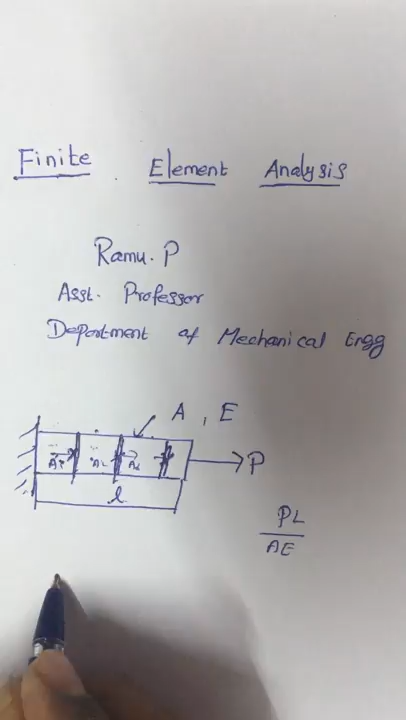 Finite Element Analysis
Ramu. P
Asst. Professor
Department of Mechanical Engg
A , E
P
l
PL
AE